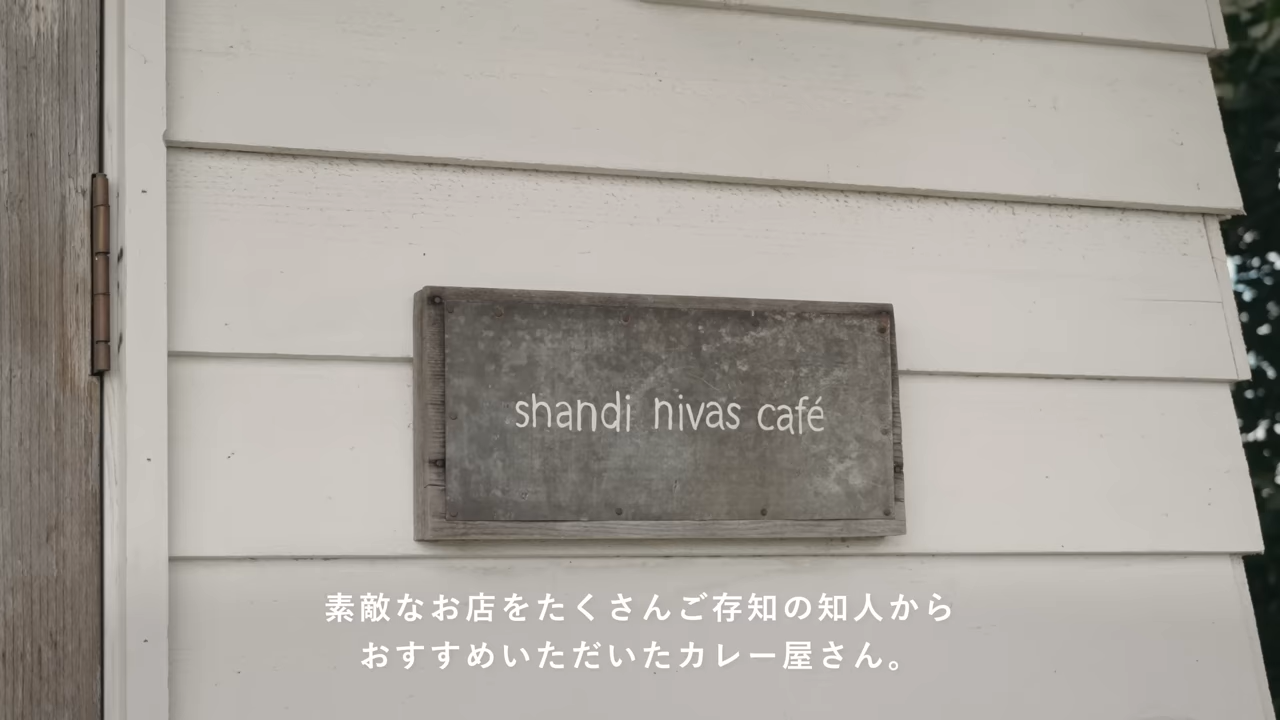 shandi nivas café
素敵なお店をたくさんご存知の知人から
おすすめいただいたカレー屋さん。